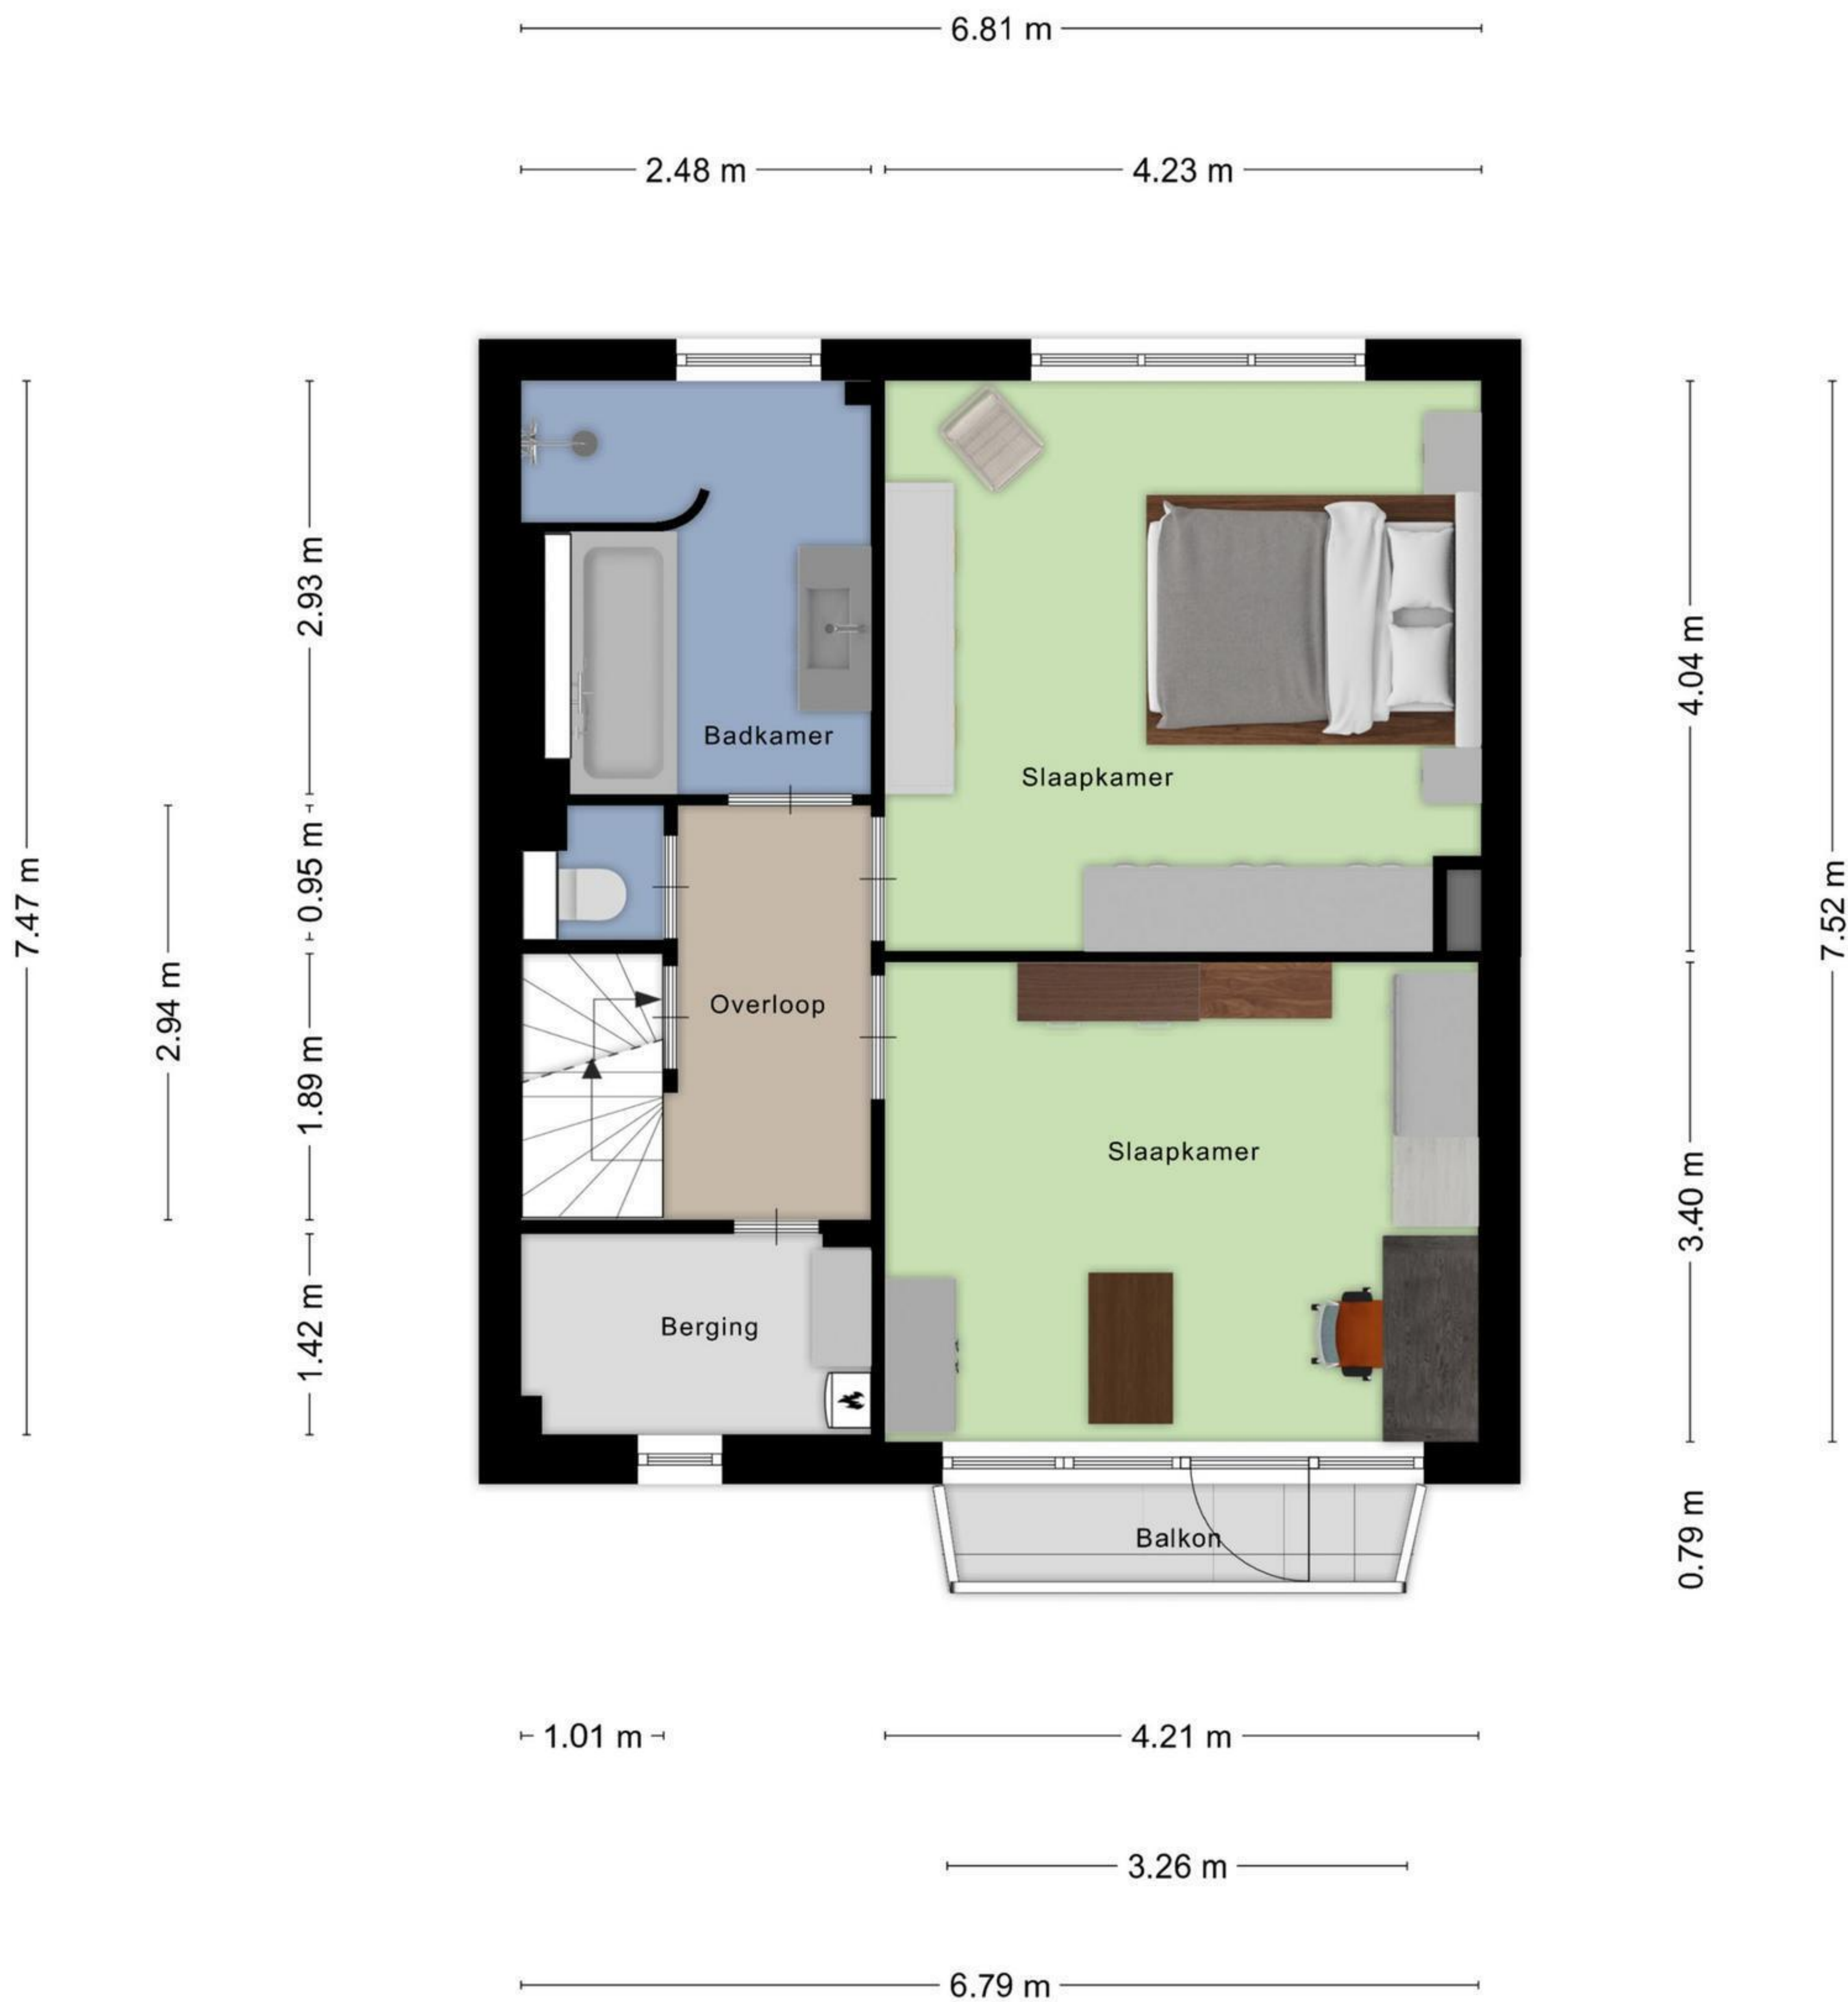 6.81 m
2.48 m
4.23 m
7.47 m
2.94 m
2.93 m
0.95 m
1.89 m
1.42 m
Badkamer
Slaapkamer
Overloop
Slaapkamer
Berging
Balkon
4.04 m
3.40 m
0.79 m
7.52 m
1.01 m
4.21 m
3.26 m
6.79 m